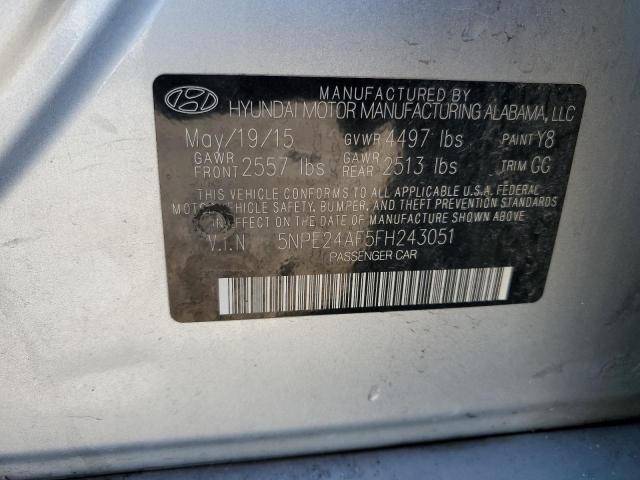 MANUFACTURED BY
HYUNDAI MOTOR MANUFACTURING ALABAMA, LLC
May/19/15 GVWR 4497 lbs PAINT Y8
GAWR FRONT 2557 lbs GAWR REAR 2513 lbs TRIM GG
THIS VEHICLE CONFORMS TO ALL APPLICABLE U.S.A. FEDERAL
MOTOR VEHICLE SAFETY, BUMPER, AND THEFT PREVENTION STANDARDS
IN EFFECT ON THE DATE OF MANUFACTURE SHOWN ABOVE.
V.I.N 5NPE24AF5FH243051
PASSENGER CAR